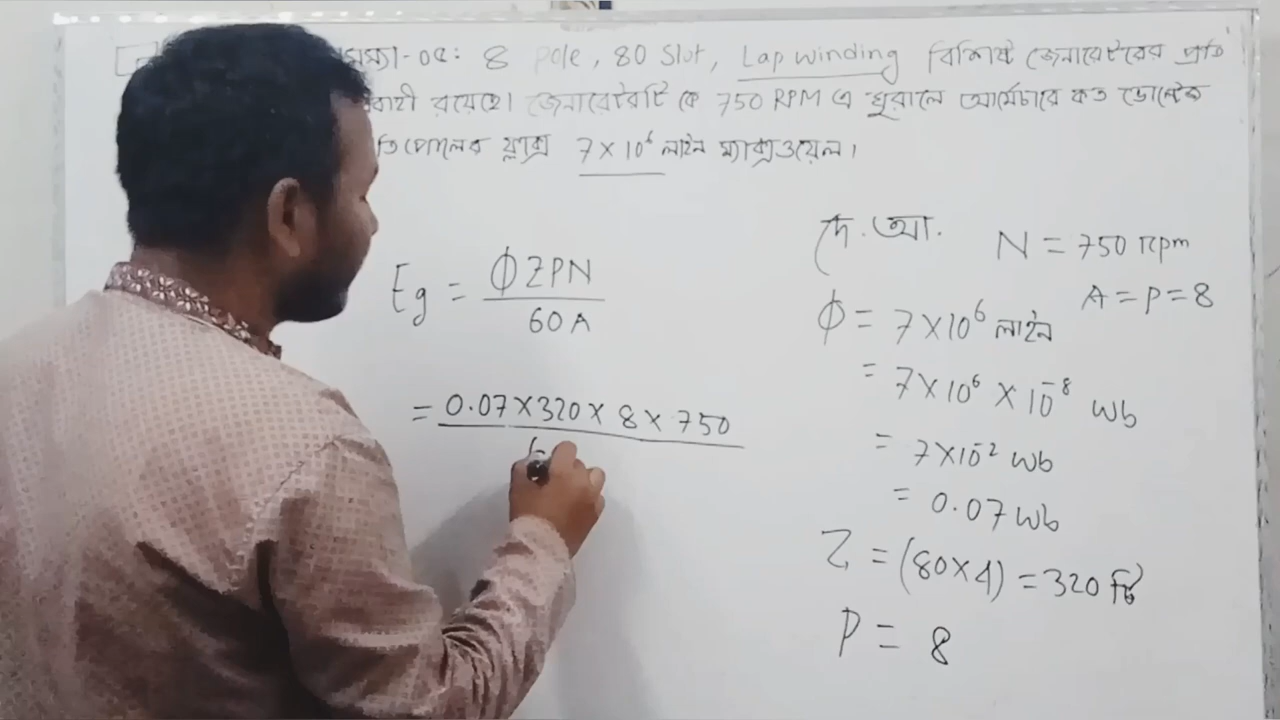 সমস্যা-০৫: 8 pole, 80 Slot, Lap winding বিশিষ্ট জেনারেটরের প্রতি
রয়েছে। জেনারেটরটি কে 750 RPM এ ঘুরালে আর্মেচারে কত ভোল্টেজ
পোলের ফ্লাক্স 7 × 10⁶ লাইন ম্যাক্সওয়েল।
দে. আ.
N = 750 rpm
A = P = 8
Eg = ϕZPN / 60A
ϕ = 7×10⁶ লাইন
= 7×10⁶ × 10⁻⁸ wb
= 0.07×320× 8 × 750
= 7×10⁻² wb
= 0.07 wb
Z = (80×4) = 320 টি
P = 8